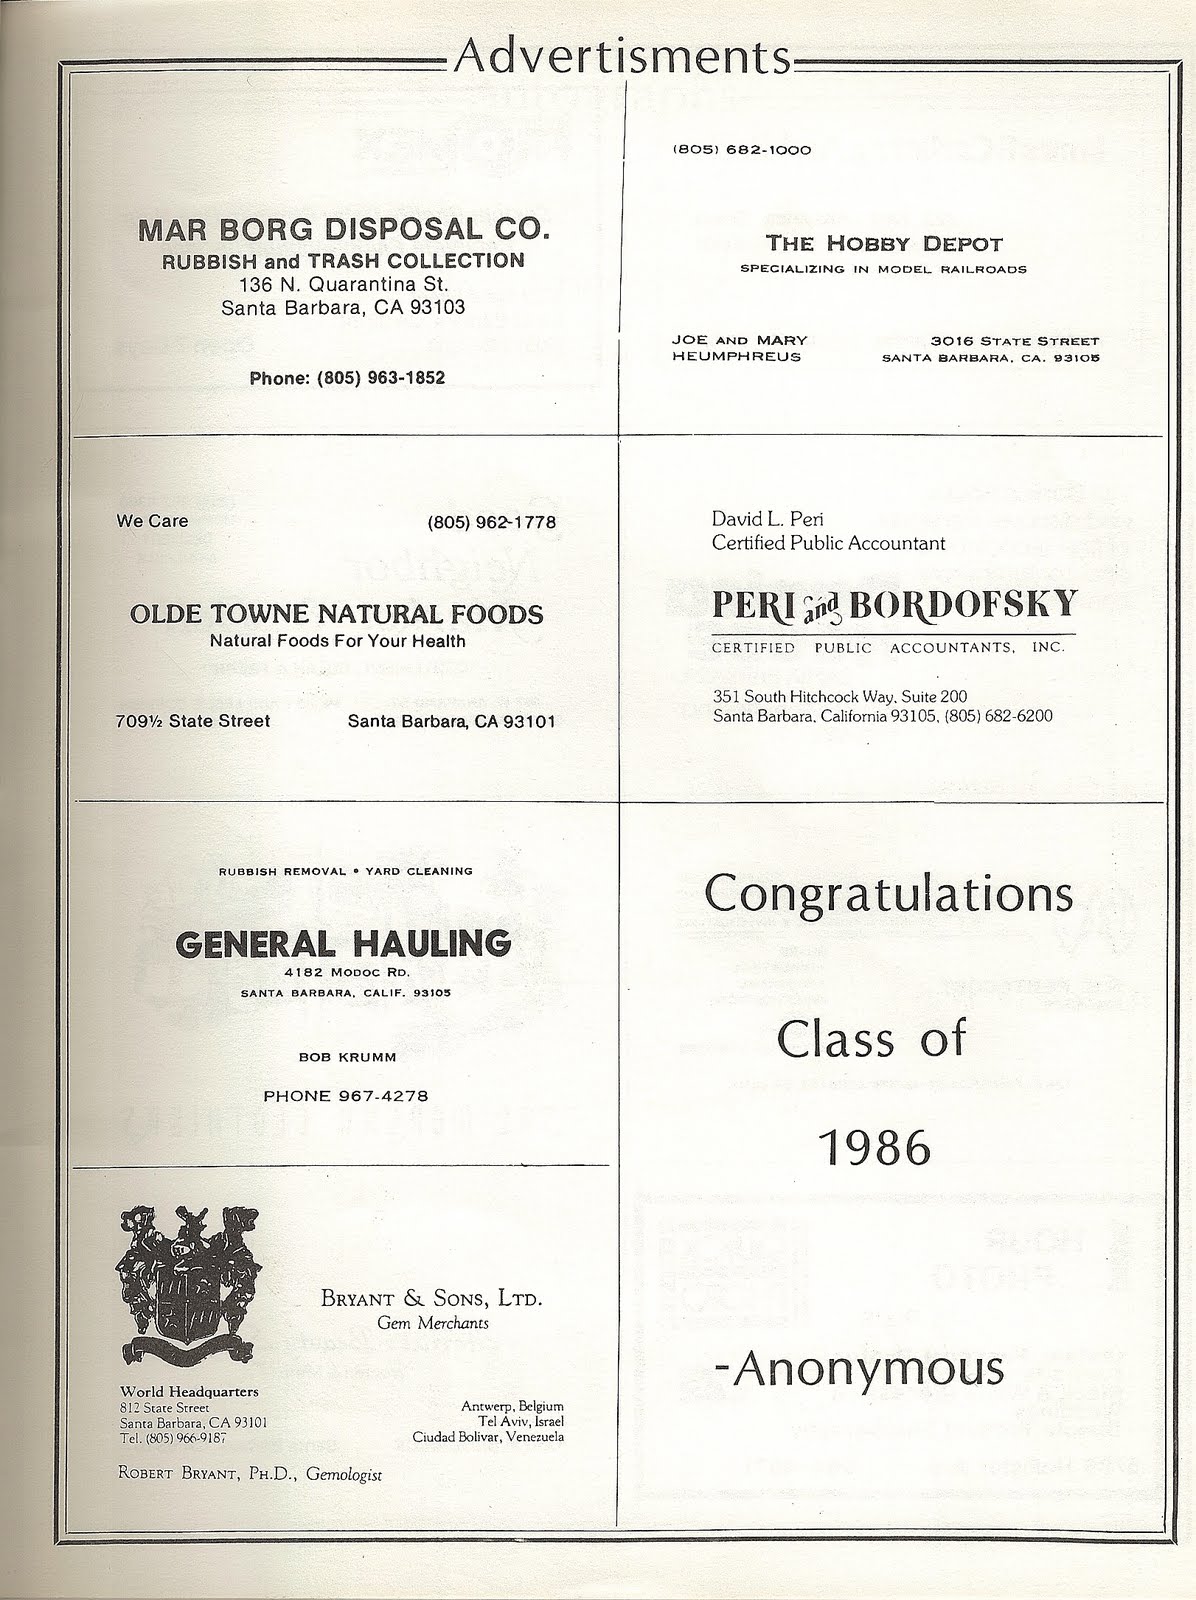 Advertisments
MAR BORG DISPOSAL CO.
RUBBISH and TRASH COLLECTION
136 N. Quarantina St.
Santa Barbara, CA 93103
Phone: (805) 963-1852
(805) 682-1000
THE HOBBY DEPOT
SPECIALIZING IN MODEL RAILROADS
JOE AND MARY
HEUMPHREUS
3016 STATE STREET
SANTA BARBARA, CA. 93105
We Care
(805) 962-1778
OLDE TOWNE NATURAL FOODS
Natural Foods For Your Health
709½ State Street
Santa Barbara, CA 93101
David L. Peri
Certified Public Accountant
PERI and BORDOFSKY
CERTIFIED PUBLIC ACCOUNTANTS, INC.
351 South Hitchcock Way, Suite 200
Santa Barbara, California 93105, (805) 682-6200
RUBBISH REMOVAL • YARD CLEANING
GENERAL HAULING
4182 MODOC RD.
SANTA BARBARA, CALIF. 93105
BOB KRUMM
PHONE 967-4278
Congratulations
Class of
1986
-Anonymous
BRYANT & SONS, LTD.
Gem Merchants
World Headquarters
812 State Street
Santa Barbara, CA 93101
Tel. (805) 966-9187
Antwerp, Belgium
Tel Aviv, Israel
Ciudad Bolivar, Venezuela
ROBERT BRYANT, PH.D., Gemologist